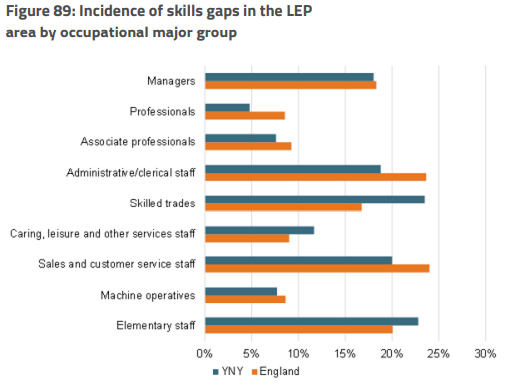 Figure 89: Incidence of skills gaps in the LEP
area by occupational major group
Managers
Professionals
Associate professionals
Administrative/clerical staff
Skilled trades
Caring, leisure and other services staff
Sales and customer service staff
Machine operatives
Elementary staff
0% 5% 10% 15% 20% 25% 30%
YNY England